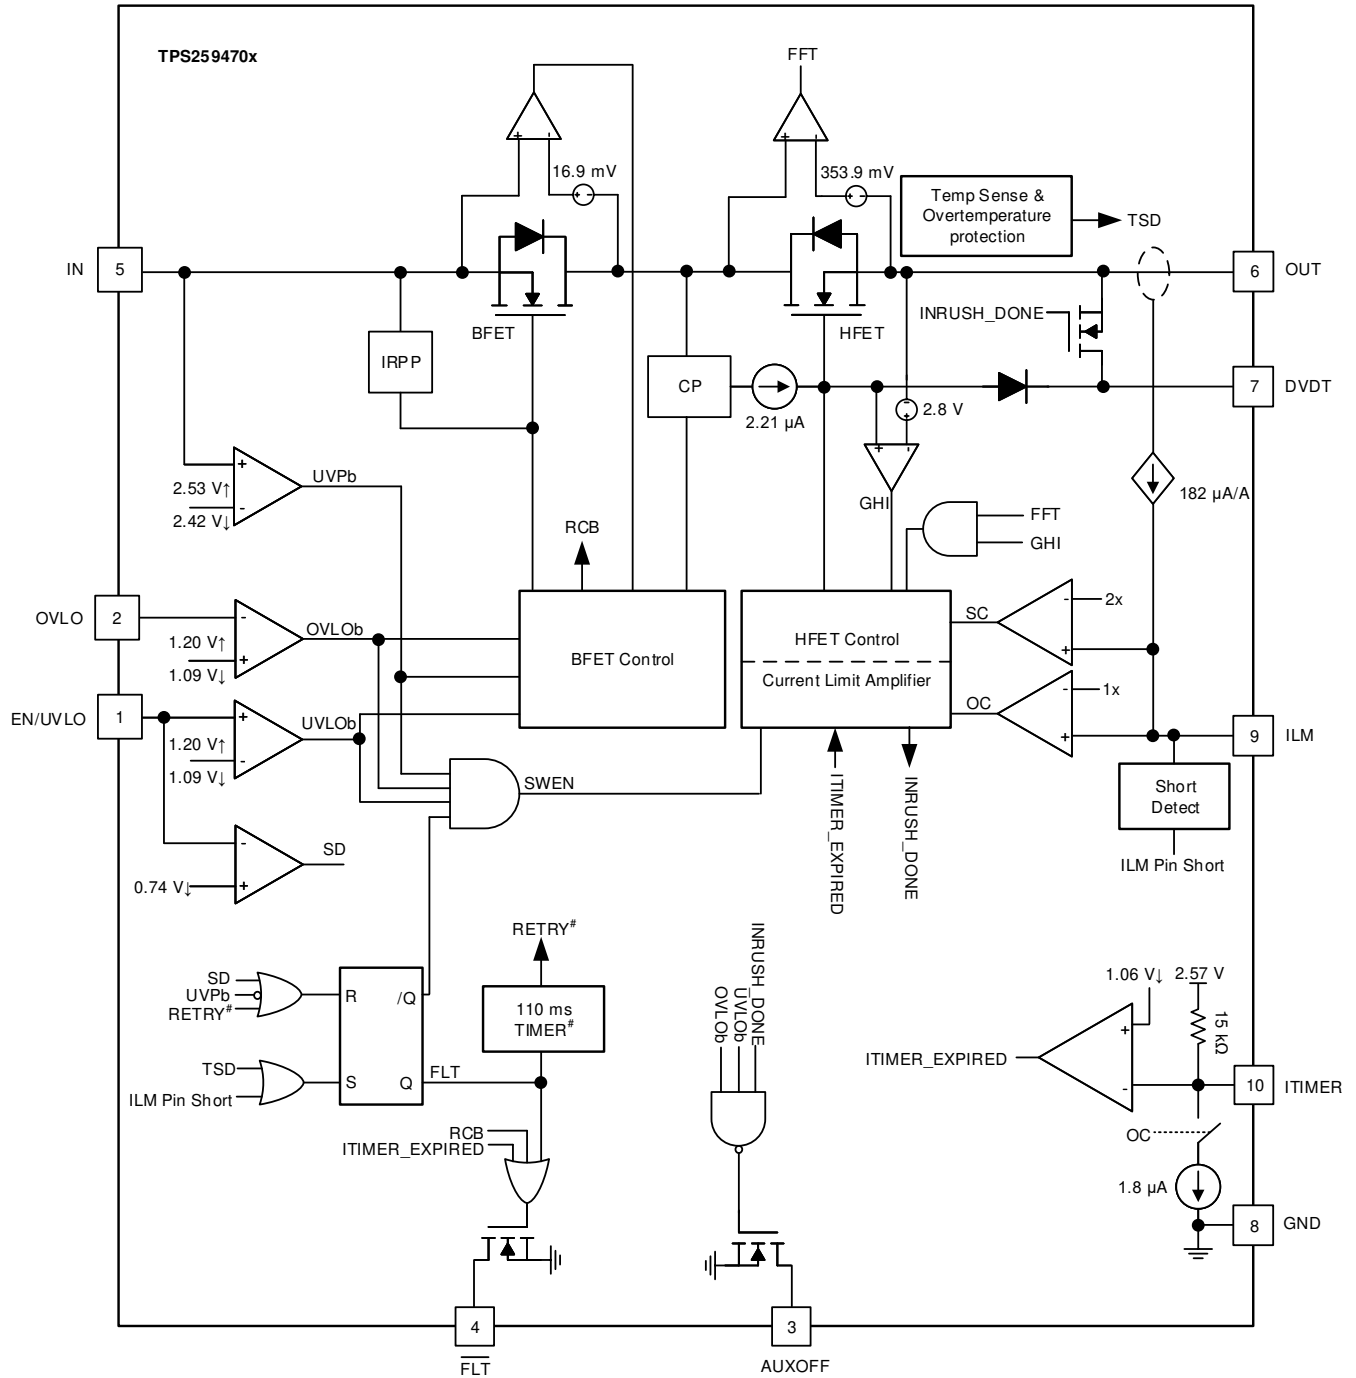 TPS259470x
FFT
16.9 mV
353.9 mV
Temp Sense &
Overtemperature
protection
TSD
IN
5
6
OUT
BFET
HFET
INRUSH_DONE
IRPP
CP
2.21 µA
2.8 V
7
DVDT
+
-
UVPb
2.53 V↑
2.42 V↓
GHI
182 µA/A
RCB
FFT
GHI
OVLO
2
OVLOb
1.20 V↑
1.09 V↓
BFET Control
HFET Control
Current Limit Amplifier
SC
2x
OC
1x
EN/UVLO
1
UVLOb
1.20 V↑
1.09 V↓
9
ILM
SWEN
ITIMER_EXPIRED
INRUSH_DONE
Short
Detect
ILM Pin Short
SD
0.74 V↓
RETRY#
INRUSH_DONE
UVLOb
OVLOb
SD
UVPb
RETRY#
R
/Q
110 ms
TIMER#
1.06 V↓
2.57 V
15 kΩ
TSD
ILM Pin Short
S
Q
FLT
ITIMER_EXPIRED
10
ITIMER
RCB
ITIMER_EXPIRED
OC
1.8 µA
8
GND
4
FLT
3
AUXOFF